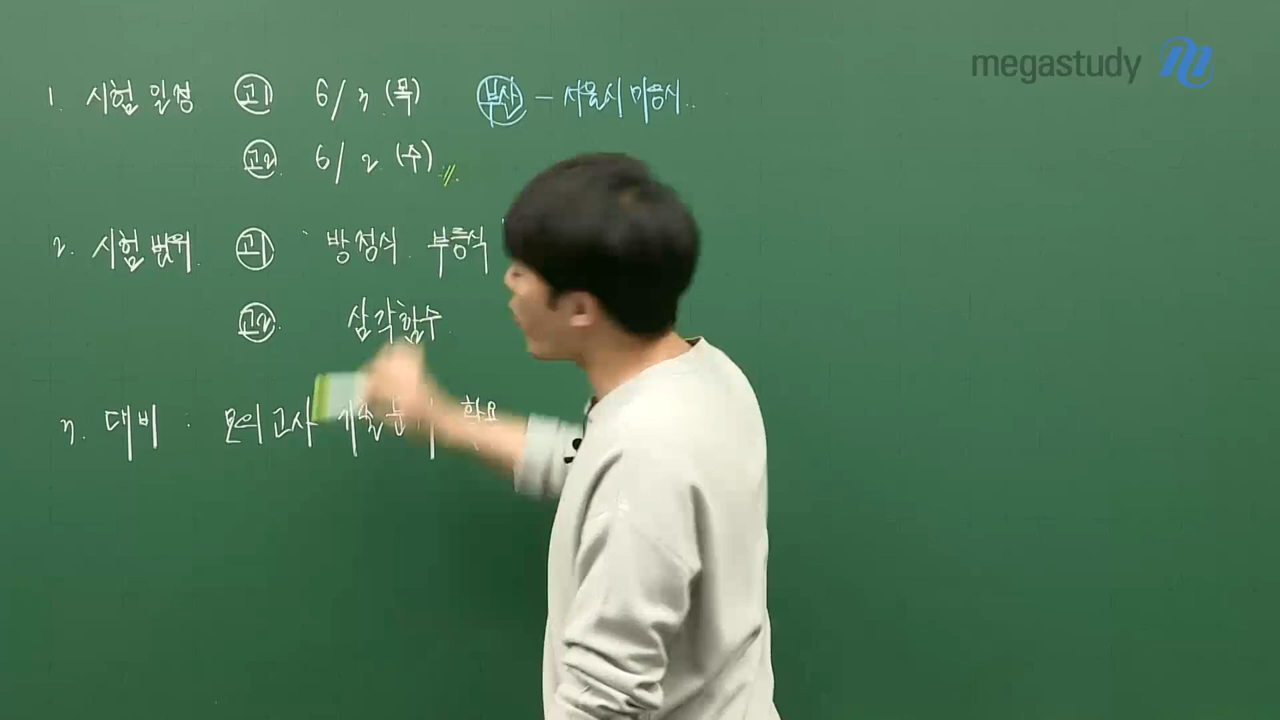 megastudy
1. 시험 일정 고1 6/3 (목) 부산 - 서울시 미응시..
고2 6/2 (수)
2. 시험 범위. 고1 방정식. 부등식
고2. 삼각함수.
3. 대비 : 모의고사 기출